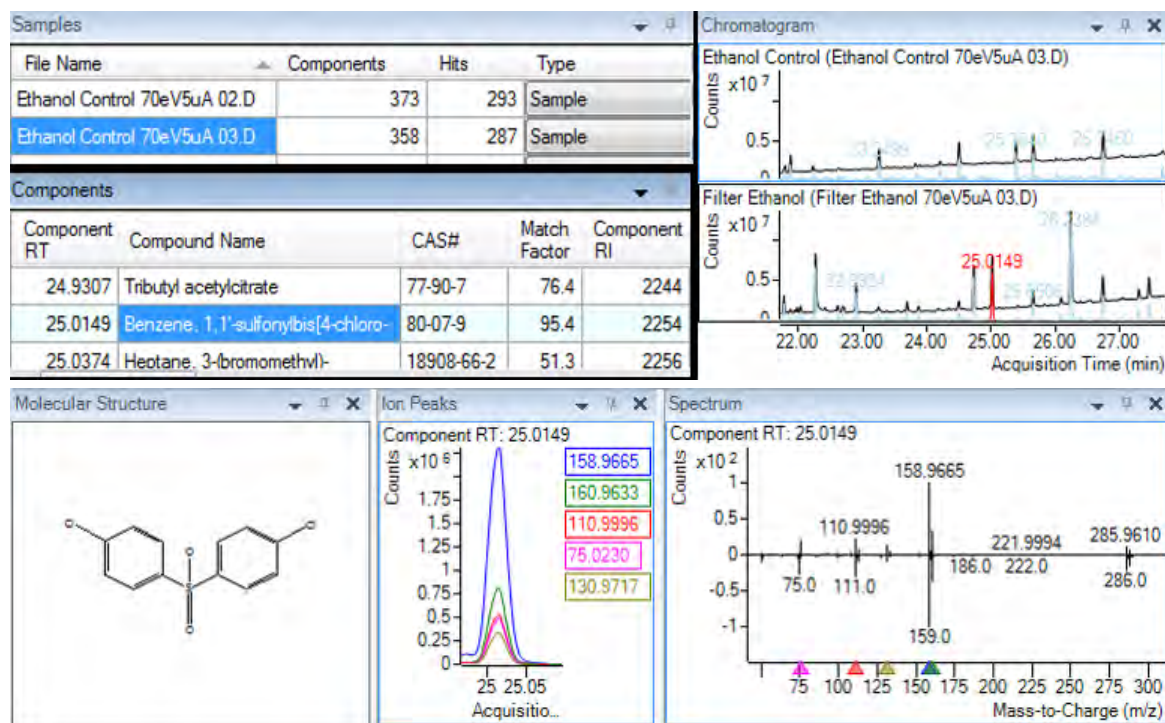 Samples
File Name Components Hits Type
Ethanol Control 70eV5uA 02.D 373 293 Sample
Ethanol Control 70eV5uA 03.D 358 287 Sample
Components
Component RT Compound Name CAS# Match Factor Component RI
24.9307 Tributyl acetylcitrate 77-90-7 76.4 2244
25.0149 Benzene, 1,1'-sulfonylbis[4-chloro- 80-07-9 95.4 2254
25.0374 Heptane, 3-(bromomethyl)- 18908-66-2 51.3 2256
Chromatogram
Ethanol Control (Ethanol Control 70eV5uA 03.D)
Counts
x10 7
0.5
0
Filter Ethanol (Filter Ethanol 70eV5uA 03.D)
Counts
x10 7
25.0149
0.5
0
22.00 23.00 24.00 25.00 26.00 27.00
Acquisition Time (min)
Molecular Structure
Cl
Cl
O
S
O
Ion Peaks
Component RT: 25.0149
Counts
x10 6
1.75
1.5
1.25
1
0.75
0.5
0.25
0
158.9665
160.9633
110.9996
75.0230
130.9717
25 25.05
Acquisitio...
Spectrum
Component RT: 25.0149
Counts
x10 2
1
0.5
0
-0.5
-1
158.9665
110.9996
221.9994
285.9610
75.0
111.0
159.0
186.0
222.0
286.0
75 100 125 150 175 200 225 250 275 300
Mass-to-Charge (m/z)